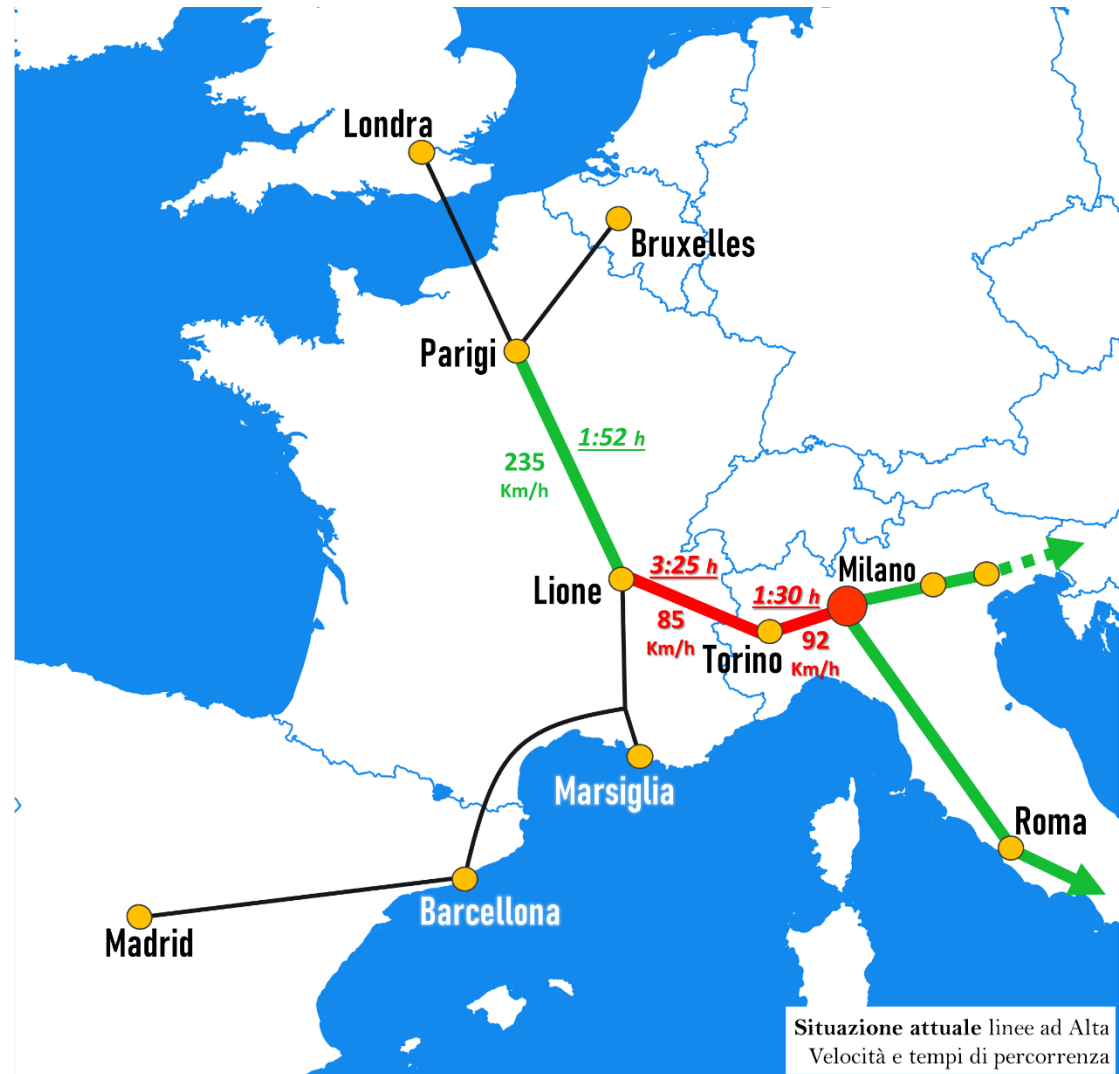 Londra
Bruxelles
Parigi
1:52 h
235
Km/h
3:25 h
Milano
Lione
1:30 h
85
Km/h
Torino
92
Km/h
Marsiglia
Roma
Barcellona
Madrid
Situazione attuale linee ad Alta
Velocità e tempi di percorrenza